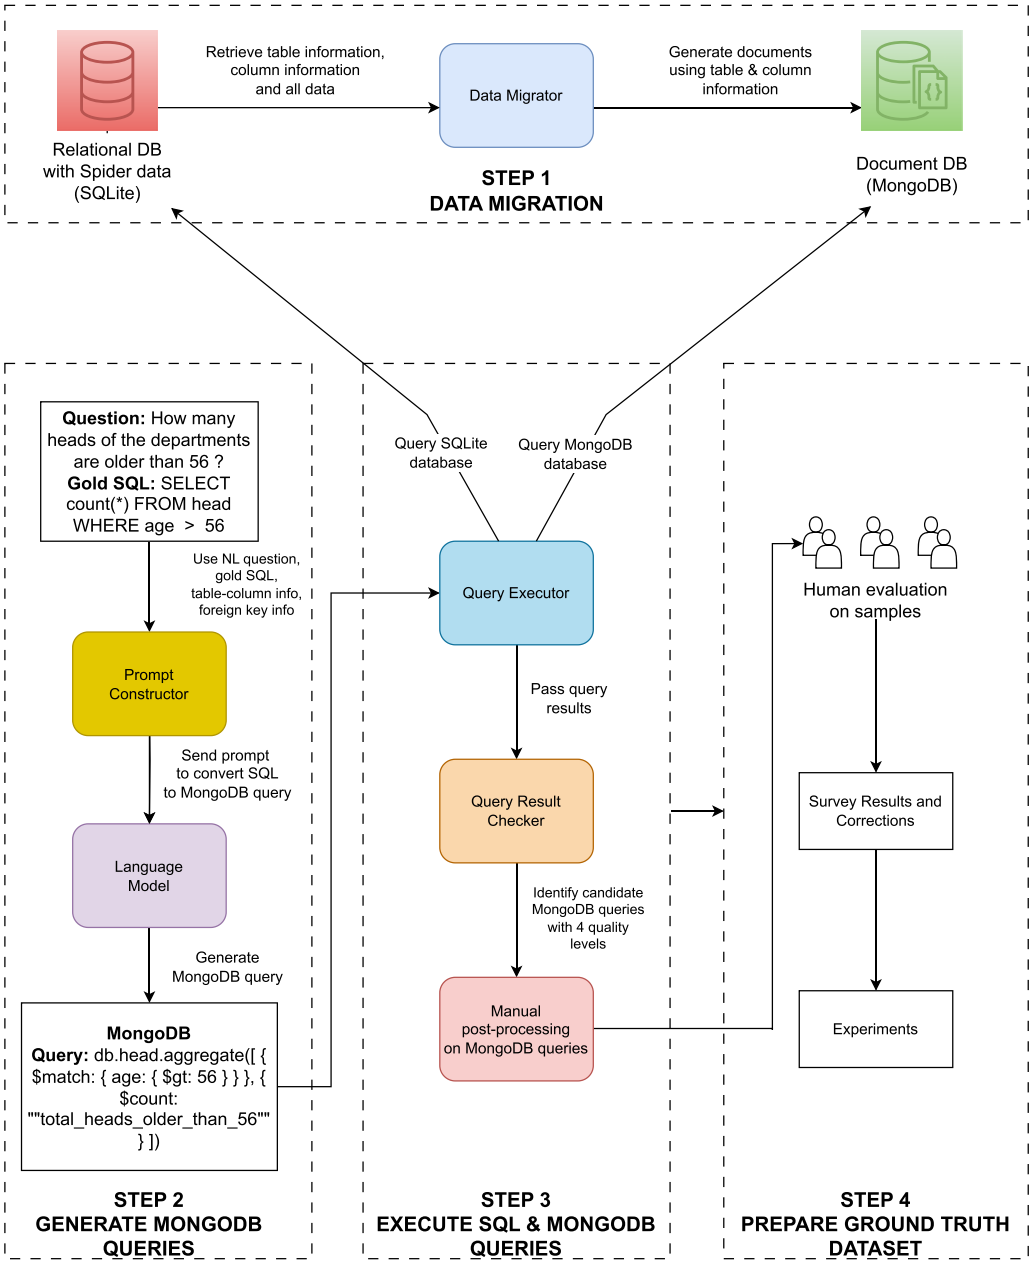 Retrieve table information,
column information
and all data
Data Migrator
Generate documents
using table & column
information
Relational DB
with Spider data
(SQLite)
Document DB
(MongoDB)
STEP 1
DATA MIGRATION
Question: How many
heads of the departments
are older than 56 ?
Gold SQL: SELECT
count(*) FROM head
WHERE age > 56
Use NL question,
gold SQL,
table-column info,
foreign key info
Prompt
Constructor
Send prompt
to convert SQL
to MongoDB query
Language
Model
Generate
MongoDB query
MongoDB
Query: db.head.aggregate([ {
$match: { age: { $gt: 56 } } }, {
$count:
""total_heads_older_than_56""
} ])
STEP 2
GENERATE MONGODB
QUERIES
Query SQLite
database
Query MongoDB
database
Query Executor
Pass query
results
Query Result
Checker
Identify candidate
MongoDB queries
with 4 quality
levels
Manual
post-processing
on MongoDB queries
STEP 3
EXECUTE SQL & MONGODB
QUERIES
Human evaluation
on samples
Survey Results and
Corrections
Experiments
STEP 4
PREPARE GROUND TRUTH
DATASET